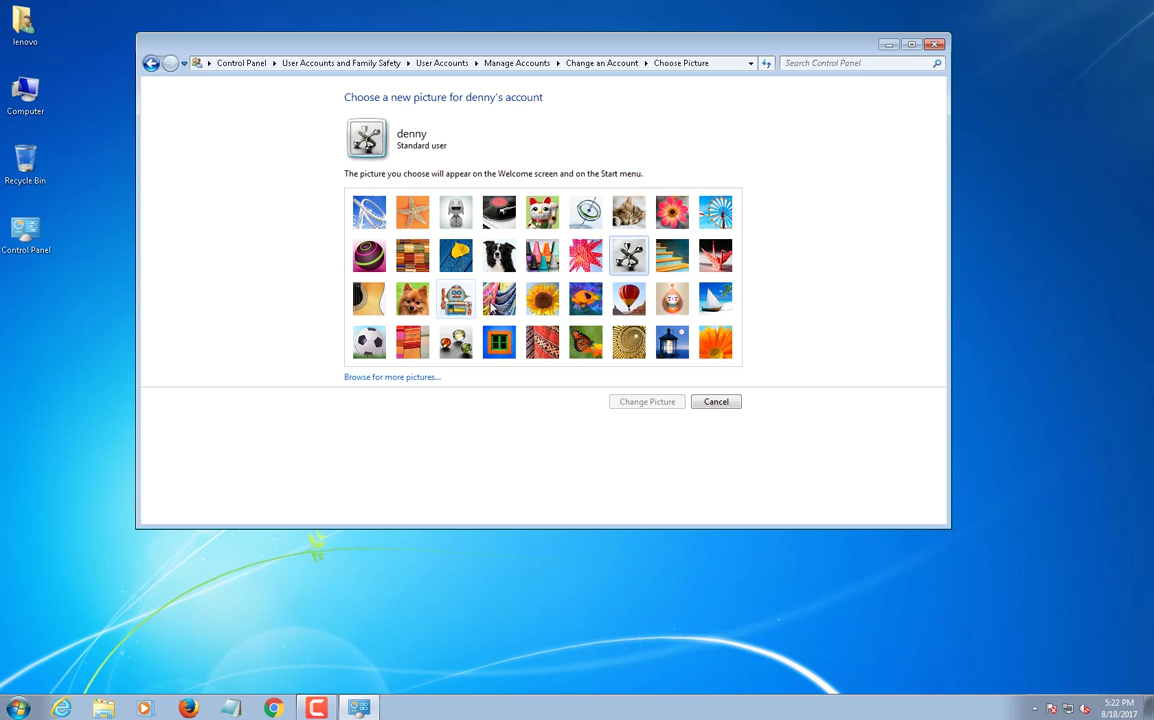 lenovo
Computer
Recycle Bin
Control Panel
Control Panel User Accounts and Family Safety User Accounts Manage Accounts Change an Account Choose Picture
Search Control Panel
Choose a new picture for denny's account
denny
Standard user
The picture you choose will appear on the Welcome screen and on the Start menu.
Browse for more pictures...
Change Picture Cancel
5:22 PM
8/18/2017